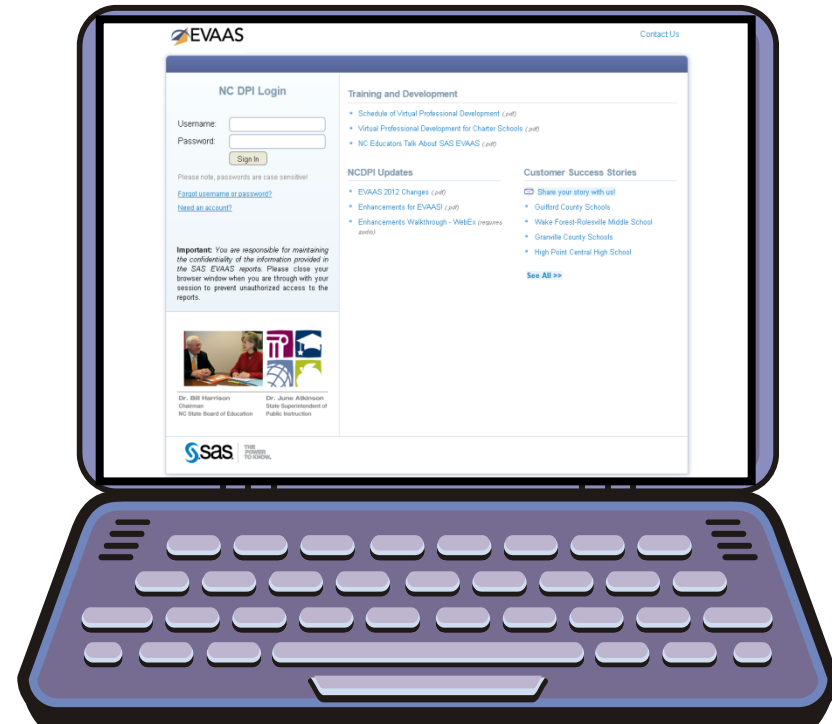 EVAAS
Contact Us
NC DPI Login
Username:
Password:
Sign In
Please note, passwords are case sensitive!
Forgot username or password?
Need an account?
Important: You are responsible for maintaining
the confidentiality of the information provided in
the SAS EVAAS reports. Please close your
browser window when you are through with your
session to prevent unauthorized access to the
reports.
Dr. Bill Harrison
Chairman
NC State Board of Education
Dr. June Atkinson
State Superintendent of
Public Instruction
Training and Development
Schedule of Virtual Professional Development (.pdf)
Virtual Professional Development for Charter Schools (.pdf)
NC Educators Talk About SAS EVAAS (.pdf)
NCDPI Updates
EVAAS 2012 Changes (.pdf)
Enhancements for EVAAS! (.pdf)
Enhancements Walkthrough - WebEx (requires
audio)
Customer Success Stories
Share your story with us!
Guilford County Schools
Wake Forest-Rolesville Middle School
Granville County Schools
High Point Central High School
See All >>
sas
THE
POWER
TO KNOW.